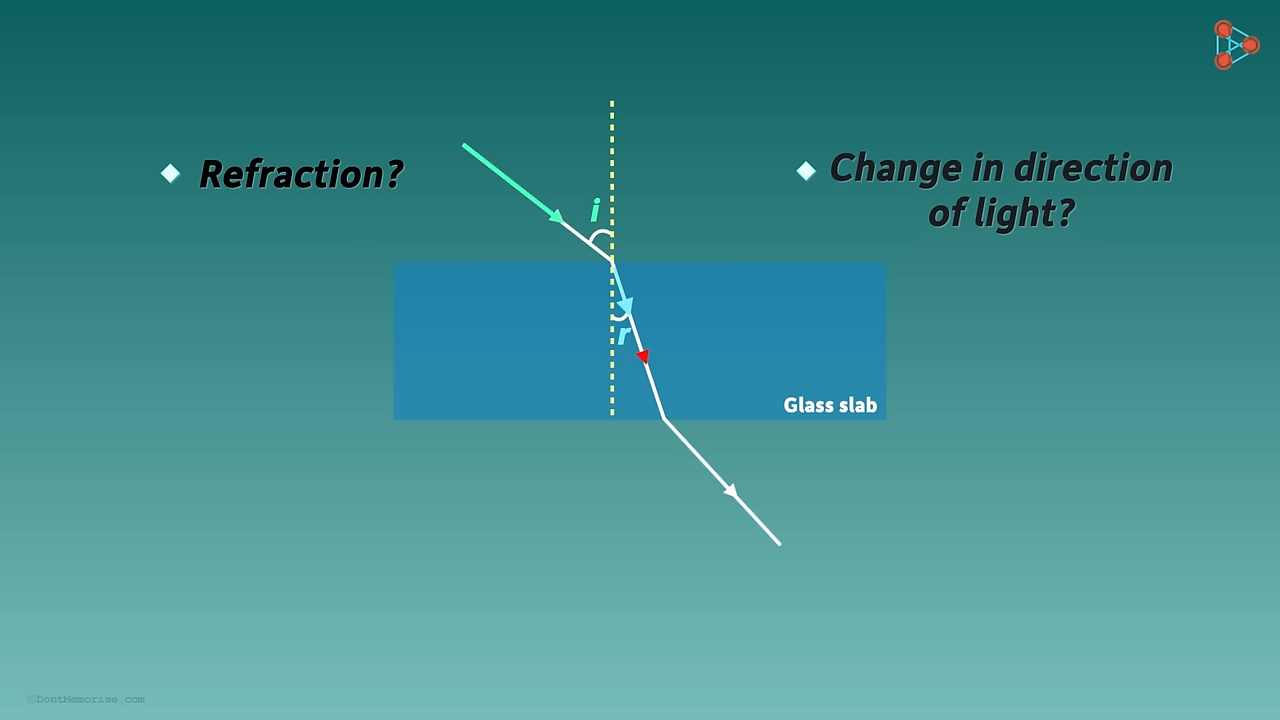 Refraction?
Change in direction
of light?
i
r
Glass slab
©DontMemorise.com